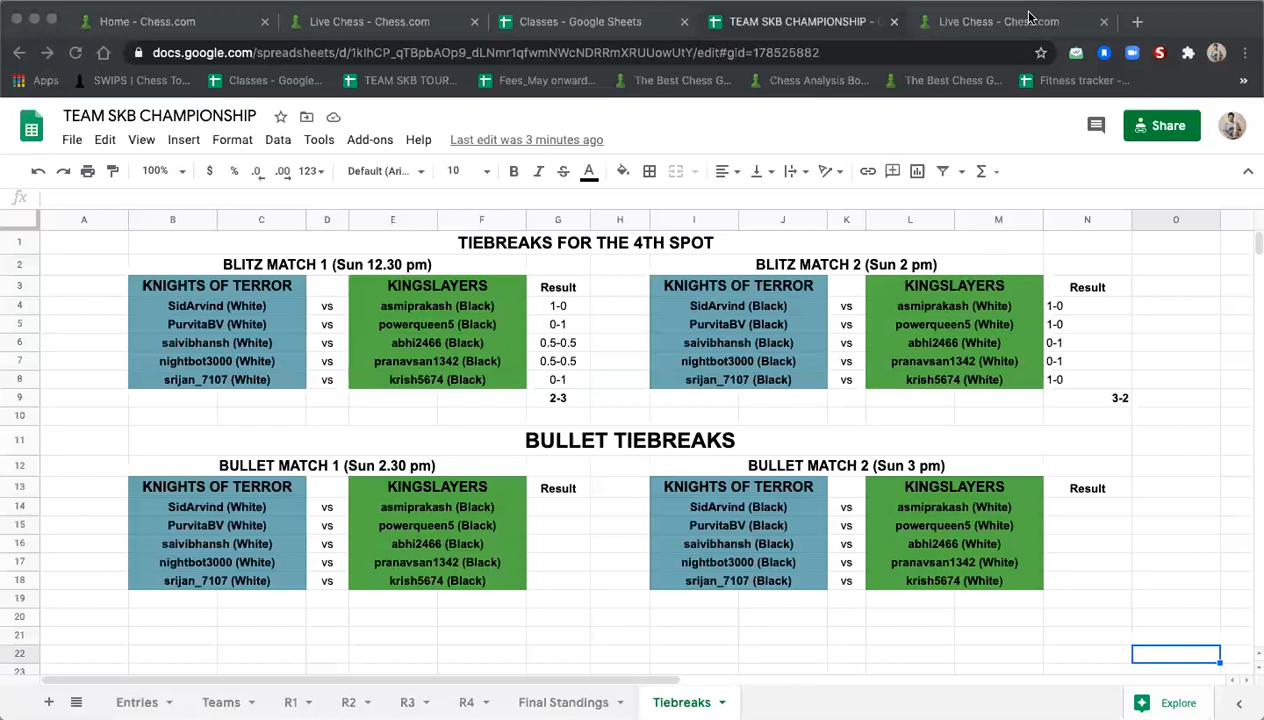 Home - Chess.com
Live Chess - Chess.com
Classes - Google Sheets
TEAM SKB CHAMPIONSHIP -
Live Chess - Chess.com
docs.google.com/spreadsheets/d/1klhCP_qTBpbAOp9_dLNmr1qfwmNWcNDRRmXRUUowUtY/edit#gid=178525882
Apps SWIPS | Chess To... Classes - Google... TEAM SKB TOUR... Fees_May onward... The Best Chess G... Chess Analysis Bo... The Best Chess G... Fitness tracker -... »
TEAM SKB CHAMPIONSHIP
Share
File Edit View Insert Format Data Tools Add-ons Help Last edit was 3 minutes ago
100% $ % .0 .00 123 Default (Ari... 10 B I S A
fx
A B C D E F G H I J K L M N O
1 TIEBREAKS FOR THE 4TH SPOT
2 BLITZ MATCH 1 (Sun 12.30 pm) BLITZ MATCH 2 (Sun 2 pm)
3 KNIGHTS OF TERROR KINGSLAYERS Result KNIGHTS OF TERROR KINGSLAYERS Result
4 SidArvind (White) vs asmiprakash (Black) 1-0 SidArvind (Black) vs asmiprakash (White) 1-0
5 PurvitaBV (White) vs powerqueen5 (Black) 0-1 PurvitaBV (Black) vs powerqueen5 (White) 1-0
6 saivibhansh (White) vs abhi2466 (Black) 0.5-0.5 saivibhansh (Black) vs abhi2466 (White) 0-1
7 nightbot3000 (White) vs pranavsan1342 (Black) 0.5-0.5 nightbot3000 (Black) vs pranavsan1342 (White) 0-1
8 srijan_7107 (White) vs krish5674 (Black) 0-1 srijan_7107 (Black) vs krish5674 (White) 1-0
9 2-3 3-2
10
11 BULLET TIEBREAKS
12 BULLET MATCH 1 (Sun 2.30 pm) BULLET MATCH 2 (Sun 3 pm)
13 KNIGHTS OF TERROR KINGSLAYERS Result KNIGHTS OF TERROR KINGSLAYERS Result
14 SidArvind (White) vs asmiprakash (Black) SidArvind (Black) vs asmiprakash (White)
15 PurvitaBV (White) vs powerqueen5 (Black) PurvitaBV (Black) vs powerqueen5 (White)
16 saivibhansh (White) vs abhi2466 (Black) saivibhansh (Black) vs abhi2466 (White)
17 nightbot3000 (White) vs pranavsan1342 (Black) nightbot3000 (Black) vs pranavsan1342 (White)
18 srijan_7107 (White) vs krish5674 (Black) srijan_7107 (Black) vs krish5674 (White)
19
20
21
22
23
Entries Teams R1 R2 R3 R4 Final Standings Tiebreaks Explore